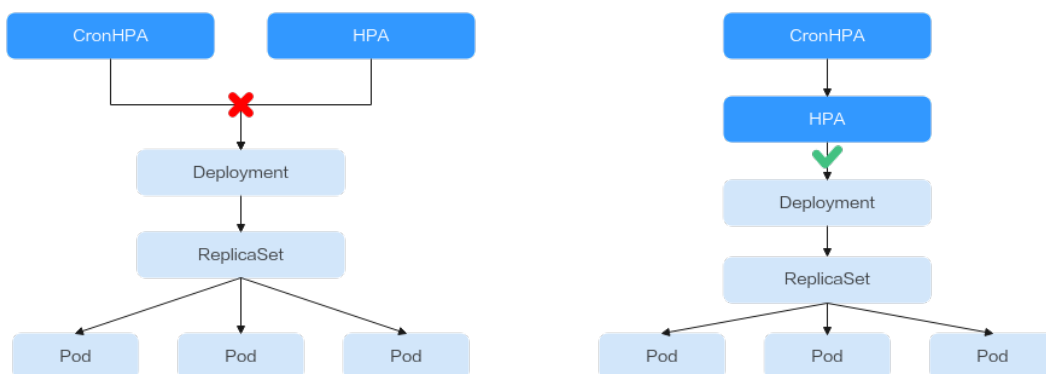 CronHPA
HPA
Deployment
ReplicaSet
Pod
Pod
Pod
CronHPA
HPA
Deployment
ReplicaSet
Pod
Pod
Pod